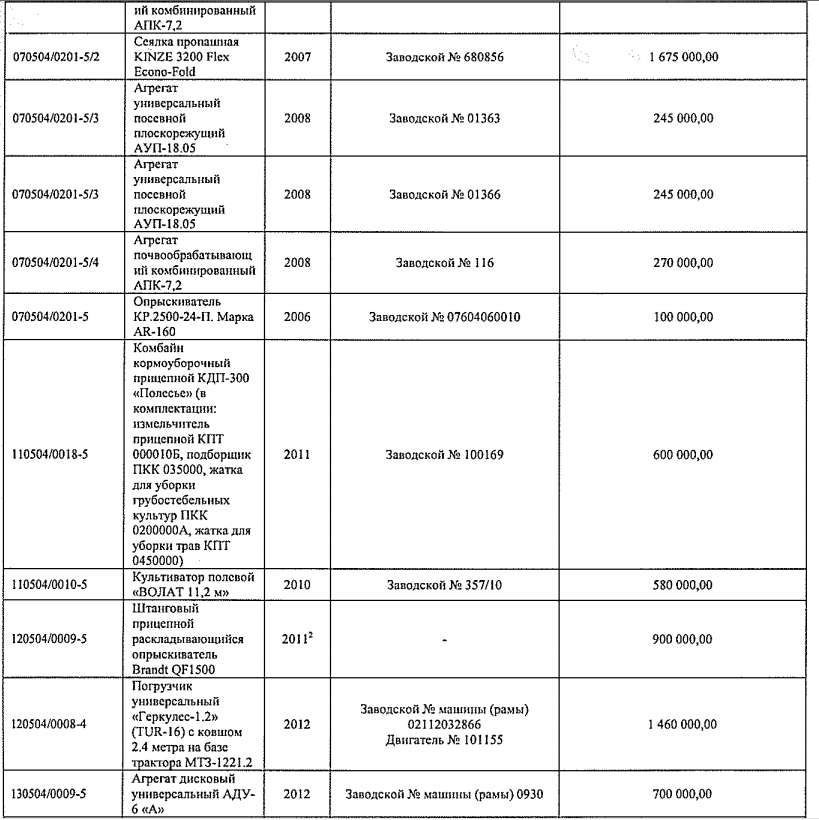 ий комбинированный
АПК-7,2
070504/0201-5/2
Сеялка пропашная
KINZE 3200 Flex
Econo-Fold
2007
Заводской № 680856
1 675 000,00
070504/0201-5/3
Агрегат
универсальный
посевной
плоскорежущий
АУП-18.05
2008
Заводской № 01363
245 000,00
070504/0201-5/3
Агрегат
универсальный
посевной
плоскорежущий
АУП-18.05
2008
Заводской № 01366
245 000,00
070504/0201-5/4
Агрегат
почвообрабатывающ
ий комбинированный
АПК-7,2
2008
Заводской № 116
270 000,00
070504/0201-5
Опрыскиватель
КР.2500-24-П. Марка
AR-160
2006
Заводской № 07604060010
100 000,00
110504/0018-5
Комбайн
кормоуборочный
прицепной КДП-300
«Полесье» (в
комплектации:
измельчитель
прицепной КПТ
000010Б, подборщик
ПКК 035000, жатка
для уборки
грубостебельных
культур ПКК
0200000А, жатка для
уборки трав КПТ
0450000)
2011
Заводской № 100169
600 000,00
110504/0010-5
Культиватор полевой
«ВОЛАТ 11,2 м»
2010
Заводской № 357/10
580 000,00
120504/0009-5
Штанговый
прицепной
раскладывающийся
опрыскиватель
Brandt QF1500
2011²
-
900 000,00
120504/0008-4
Погрузчик
универсальный
«Геркулес-1.2»
(TUR-16) с ковшом
2,4 метра на базе
трактора МТЗ-1221.2
2012
Заводской № машины (рамы)
02112032866
Двигатель № 101155
1 460 000,00
130504/0009-5
Агрегат дисковый
универсальный АДУ-
6 «А»
2012
Заводской № машины (рамы) 0930
700 000,00